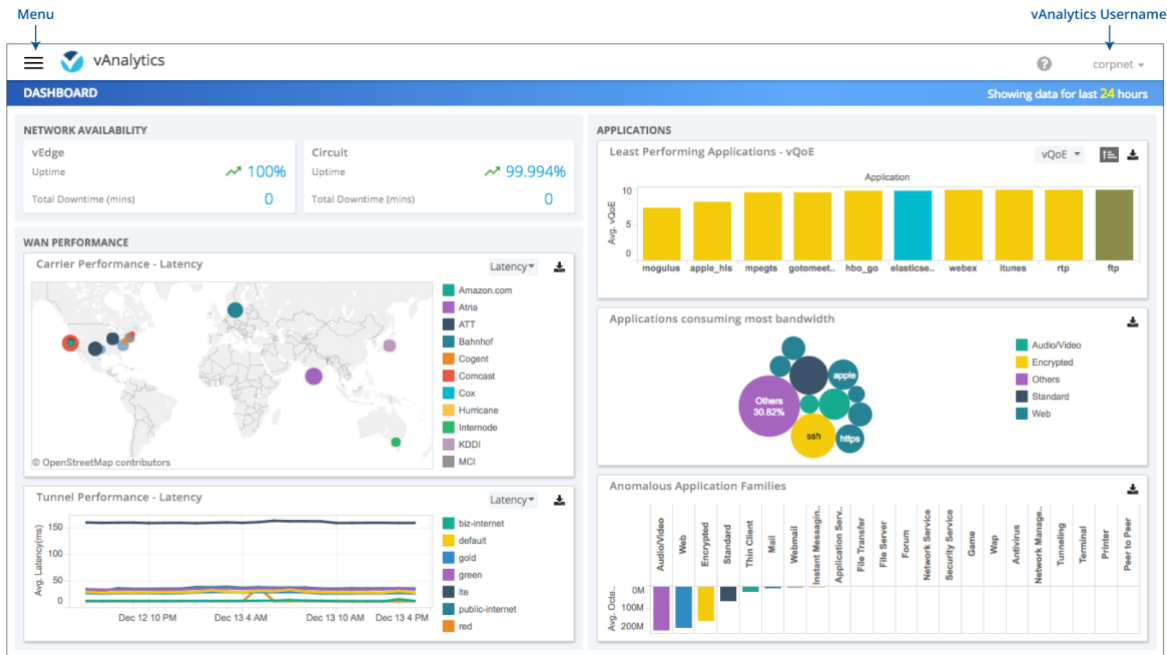 Menu
vAnalytics Username
vAnalytics
?
corpnet
DASHBOARD
Showing data for last 24 hours
NETWORK AVAILABILITY
vEdge
Uptime
100%
Total Downtime (mins)
0
Circuit
Uptime
99.994%
Total Downtime (mins)
0
WAN PERFORMANCE
Carrier Performance - Latency
Latency
Amazon.com
Atria
ATT
Bahnhof
Cogent
Comcast
Cox
Hurricane
Internode
KDDI
MCI
© OpenStreetMap contributors
Tunnel Performance - Latency
Latency
Avg. Latency(ms)
150
100
50
0
Dec 12 10 PM
Dec 13 4 AM
Dec 13 10 AM
Dec 13 4 PM
biz-internet
default
gold
green
lte
public-internet
red
APPLICATIONS
Least Performing Applications - vQoE
vQoE
Application
Avg. vQoE
10
5
0
mogulus
apple_hls
mpegts
gotomeet..
hbo_go
elasticse..
webex
itunes
rtp
ftp
Applications consuming most bandwidth
apple
Others
30.82%
ssh
https
Audio/Video
Encrypted
Others
Standard
Web
Anomalous Application Families
Audio/Video
Web
Encrypted
Standard
Thin Client
Mail
Webmail
Instant Messagin..
Application Serv..
File Transfer
File Server
Forum
Network Service
Security Service
Game
Wap
Antivirus
Network Manage..
Tunneling
Terminal
Printer
Peer to Peer
Avg. Octe..
0M
100M
200M